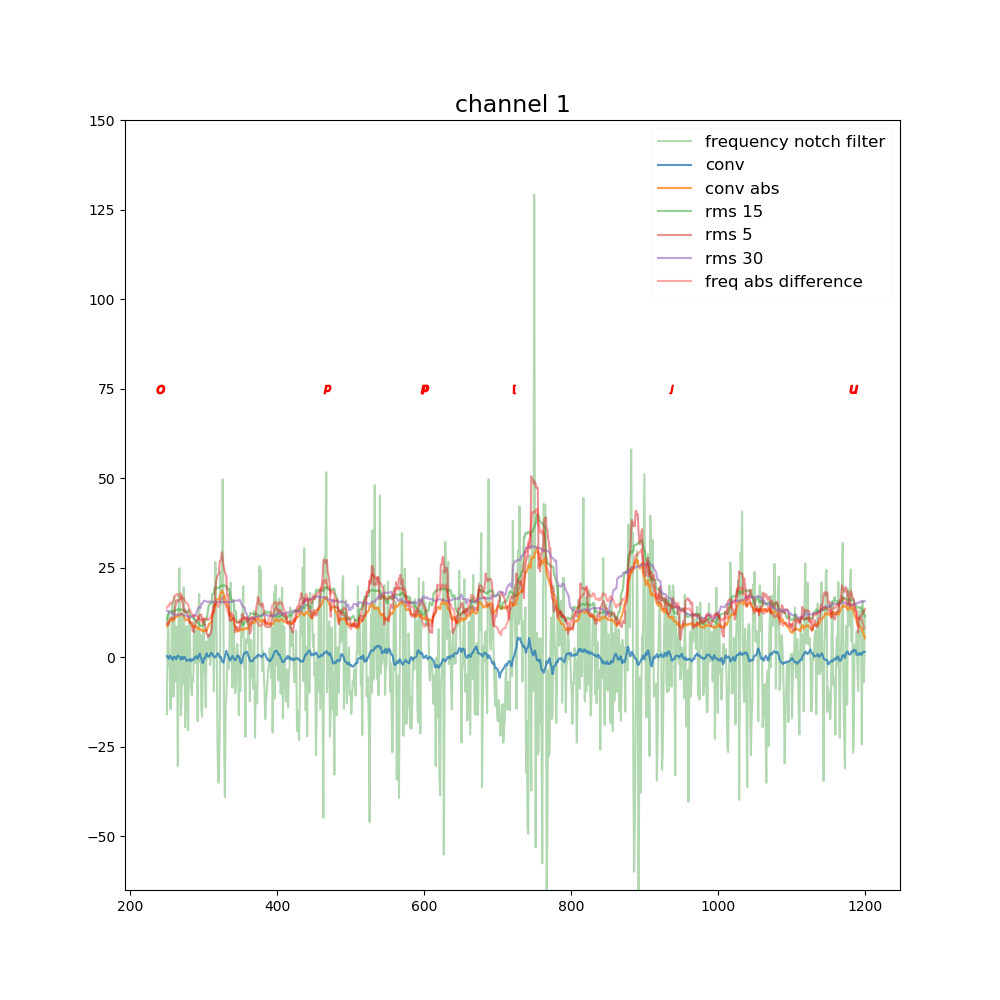 channel 1
150
125
100
75
50
25
0
−25
−50
frequency notch filter
conv
conv abs
rms 15
rms 5
rms 30
freq abs difference
o p p [ j u
200 400 600 800 1000 1200